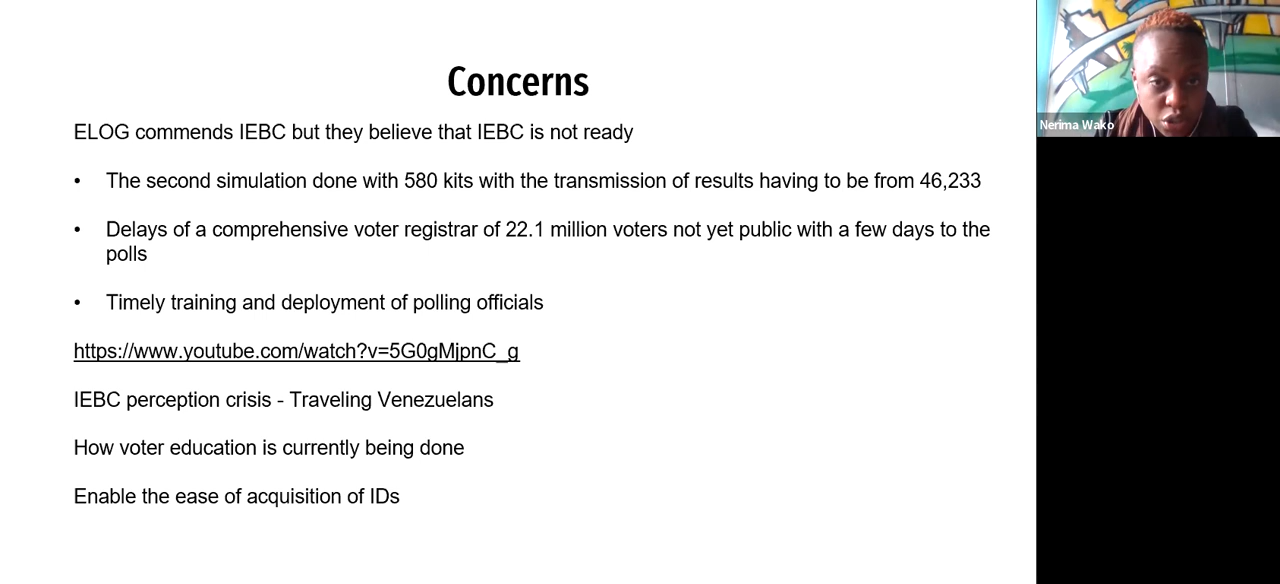 Concerns
ELOG commends IEBC but they believe that IEBC is not ready
• The second simulation done with 580 kits with the transmission of results having to be from 46,233
• Delays of a comprehensive voter registrar of 22.1 million voters not yet public with a few days to the
polls
• Timely training and deployment of polling officials
https://www.youtube.com/watch?v=5G0gMjpnC_g
IEBC perception crisis - Traveling Venezuelans
How voter education is currently being done
Enable the ease of acquisition of IDs
Nerima Wako